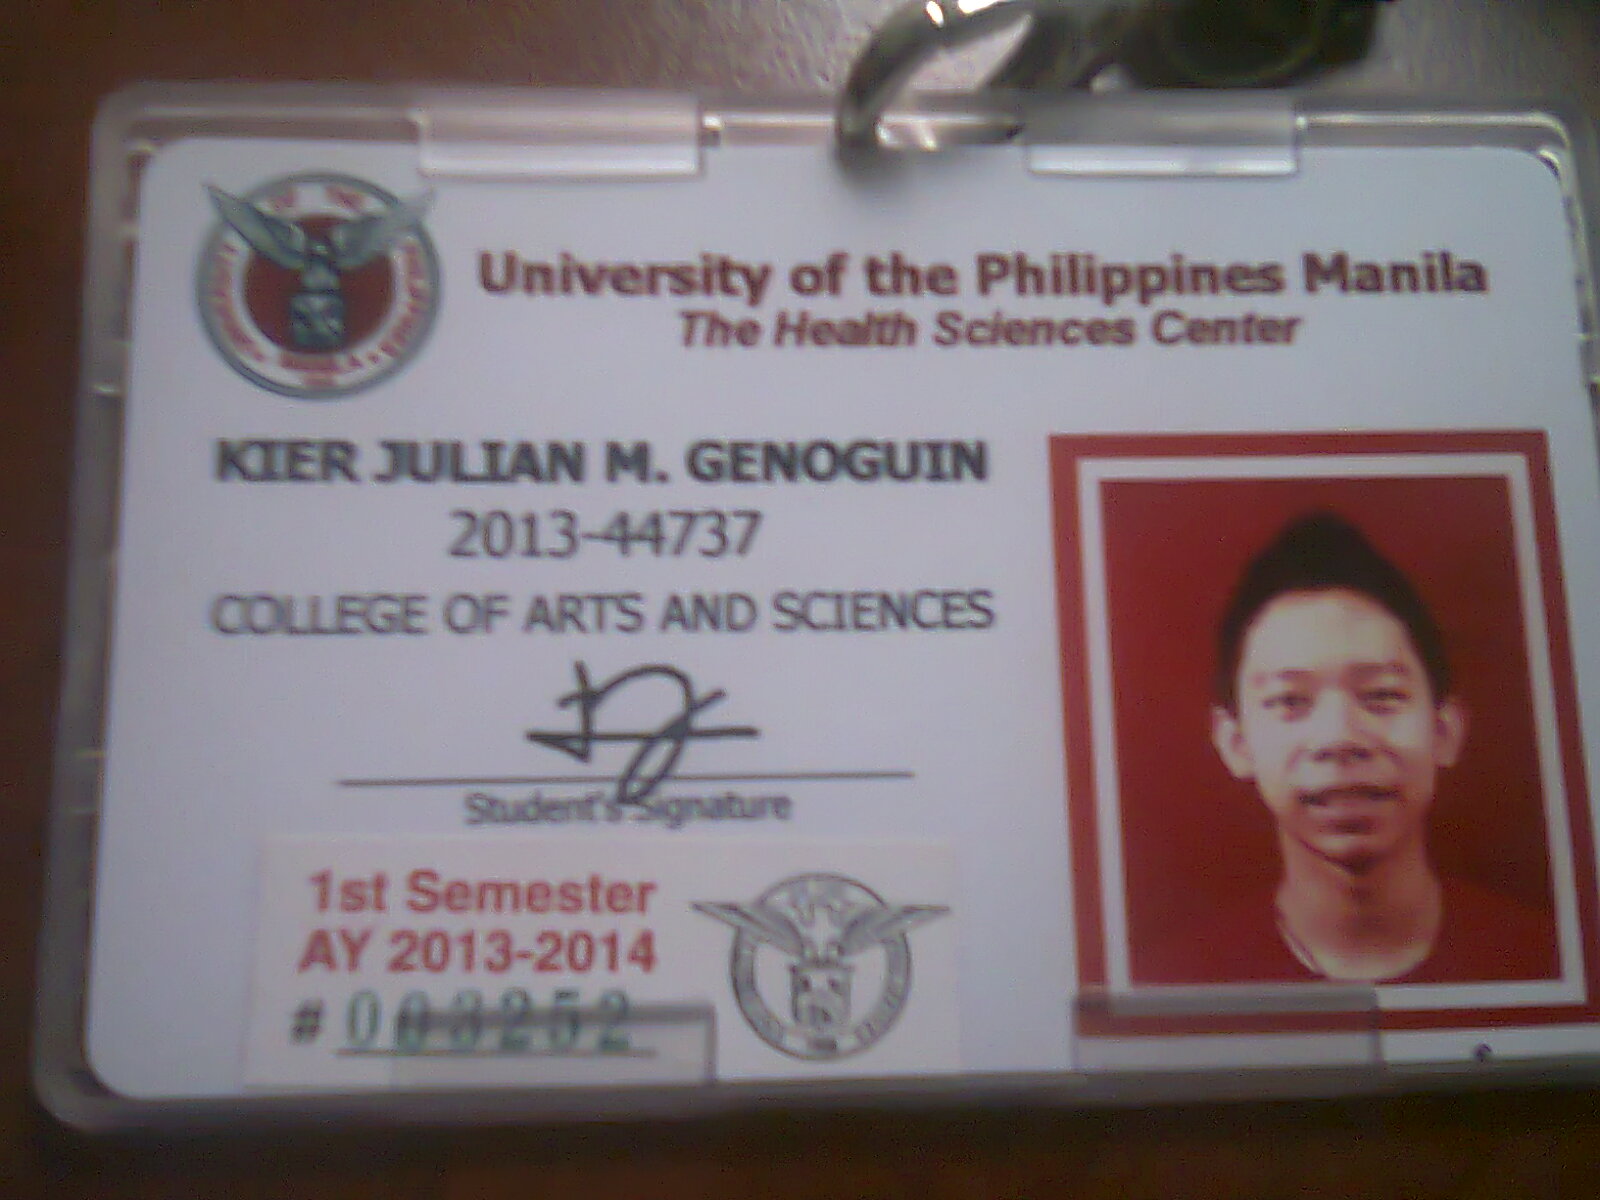 University of the Philippines Manila
The Health Sciences Center
KIER JULIAN M. GENOGUIN
2013-44737
COLLEGE OF ARTS AND SCIENCES
Student's Signature
1st Semester
AY 2013-2014
# 003252